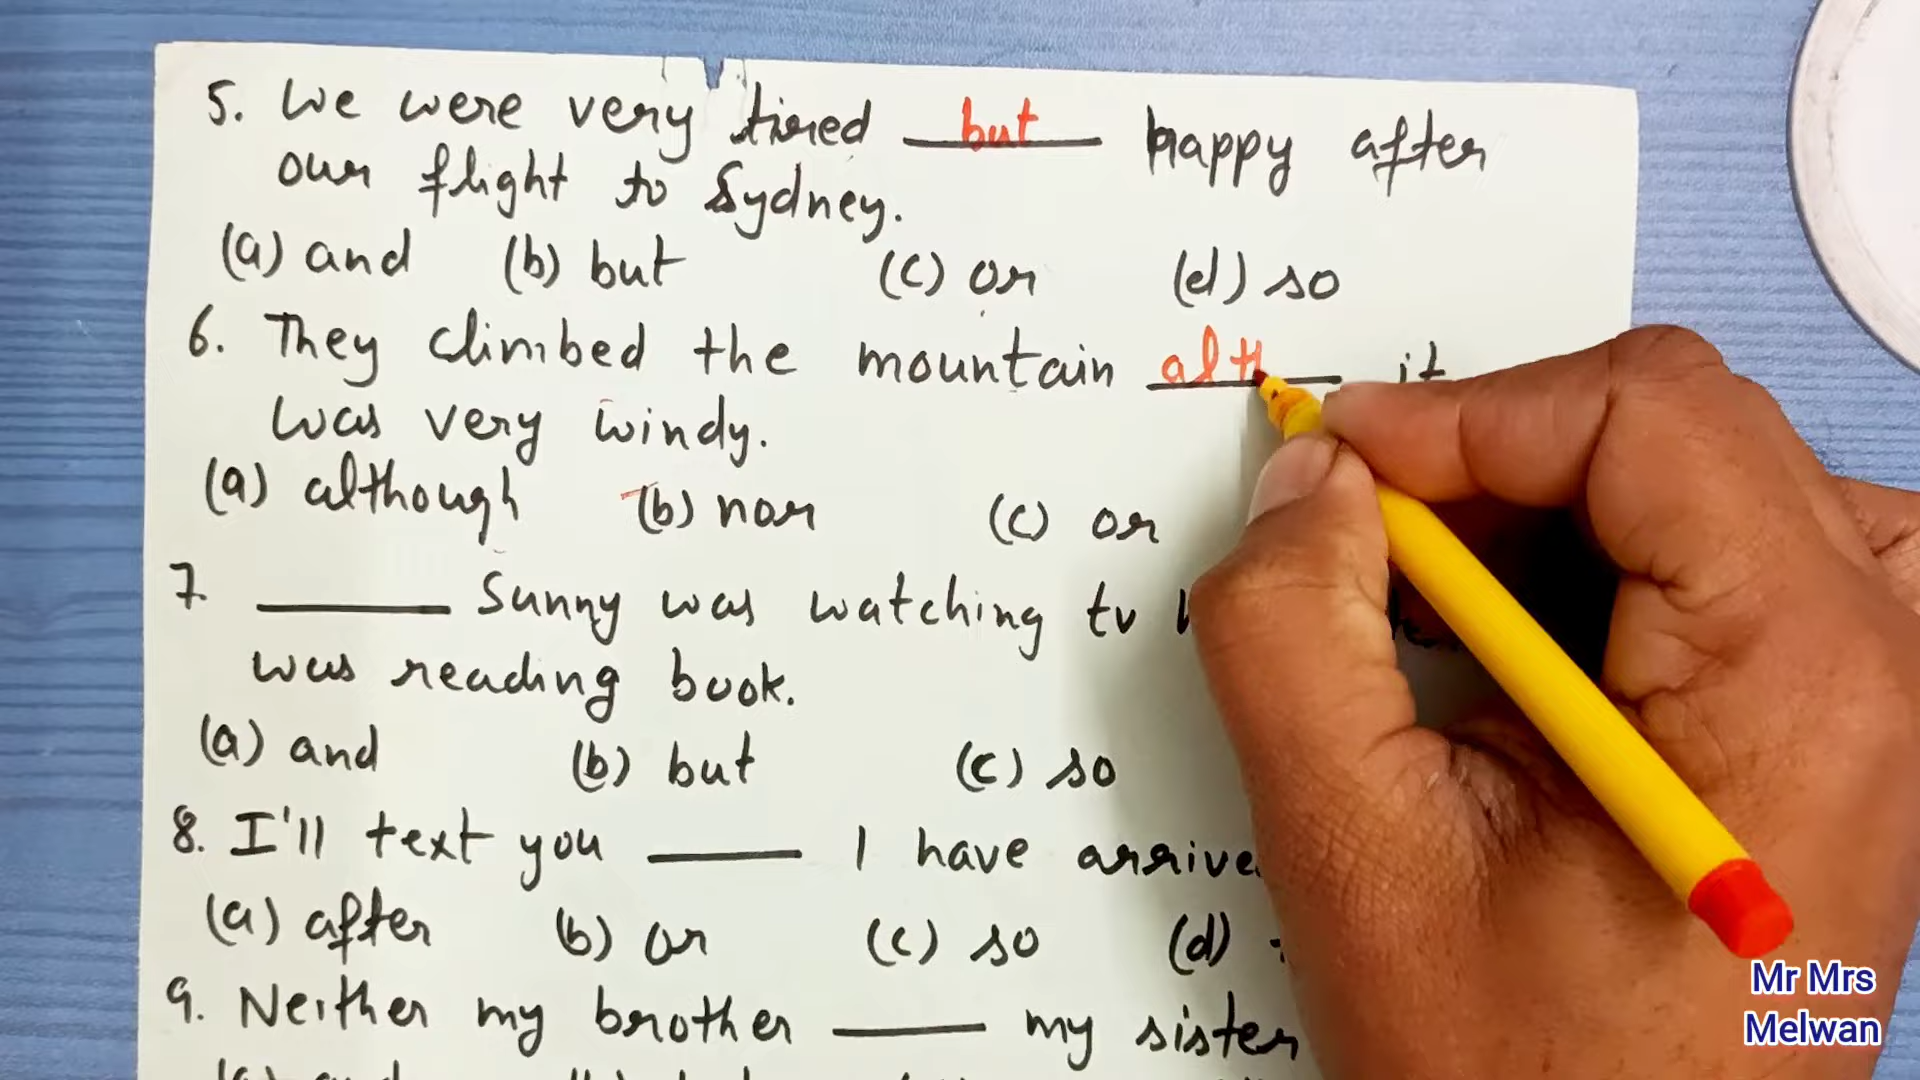 5. We were very tired but happy after
our flight to Sydney.
(a) and (b) but (c) or (d) so
6. They climbed the mountain alth it
was very windy.
(a) although (b) nor (c) or
7. Sunny was watching tv
was reading book.
(a) and (b) but (c) so
8. I'll text you I have arrive
(a) after (b) or (c) so (d)
9. Neither my brother my sister
Mr Mrs
Melwan